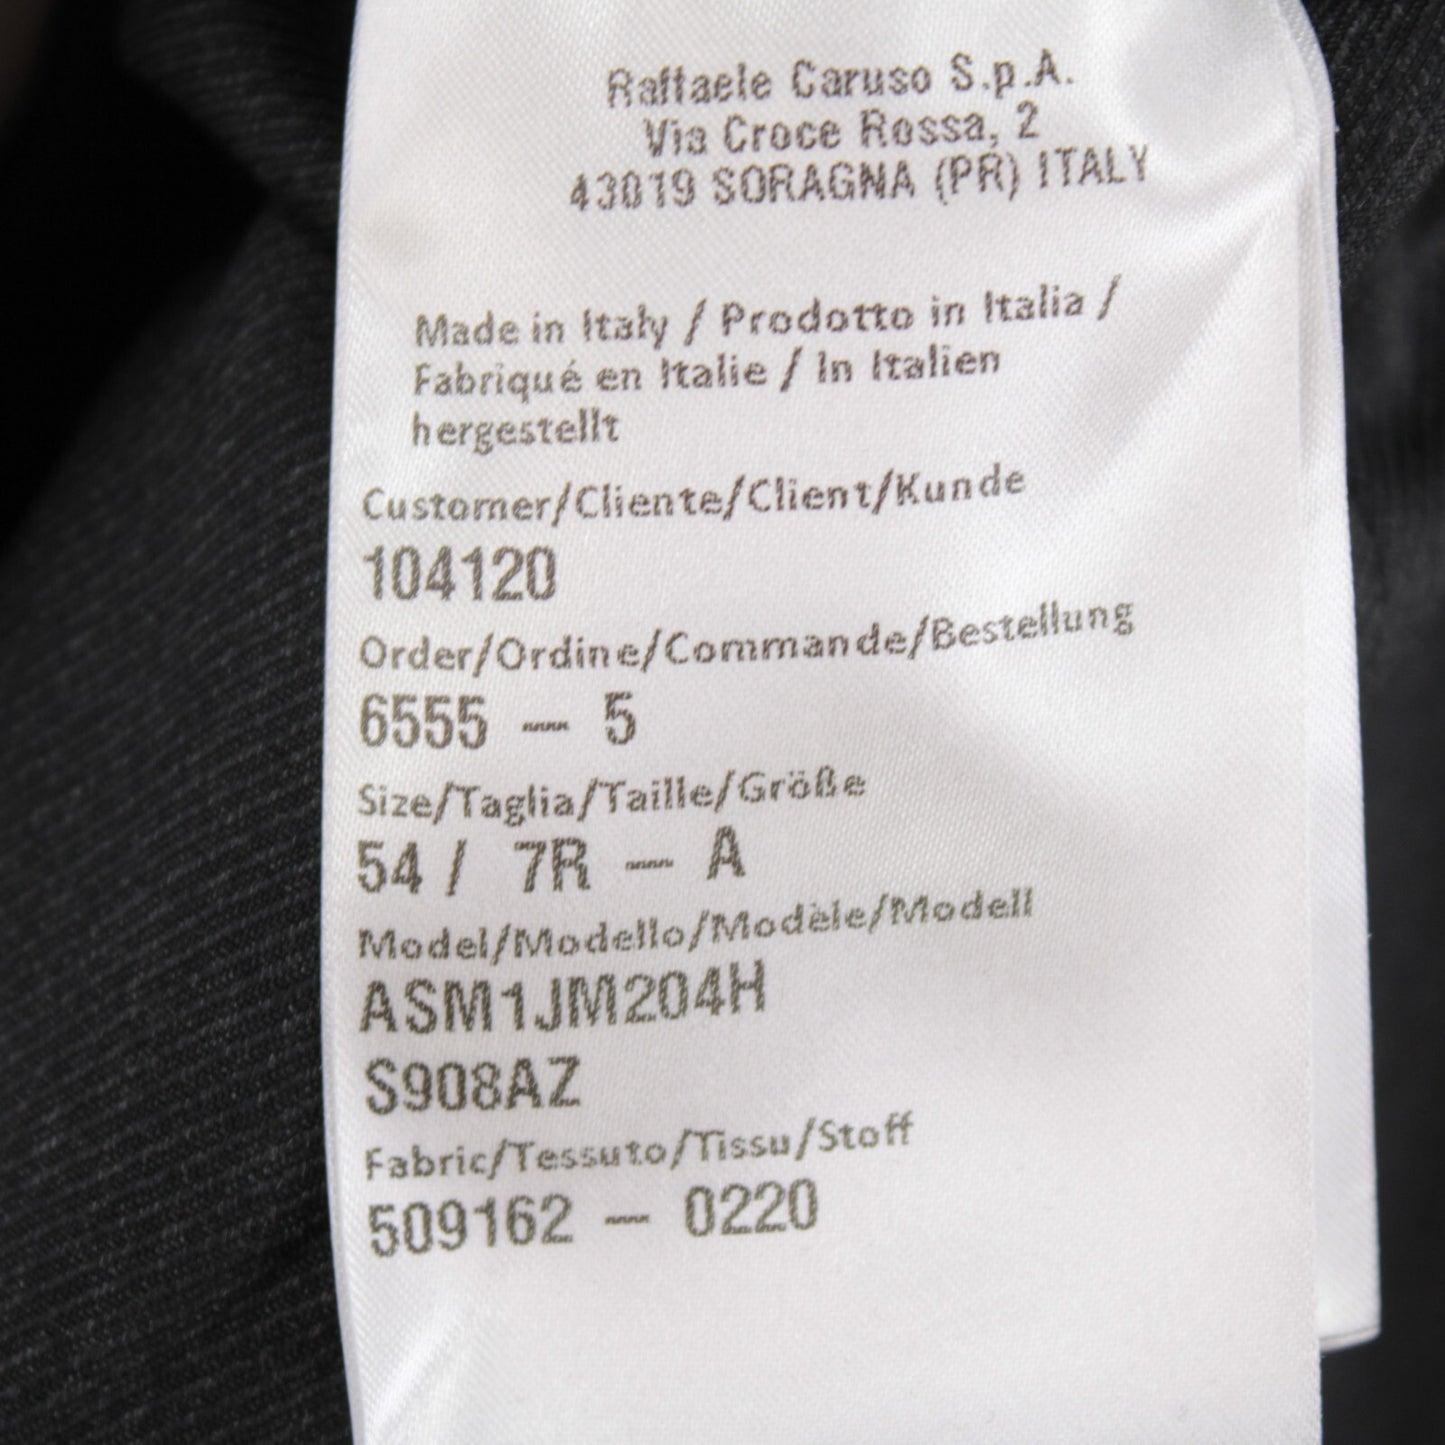 Raffaele Caruso S.p.A.
Via Croce Rossa, 2
43019 SORAGNA (PR) ITALY
Made in Italy / Prodotto in Italia /
Fabriqué en Italie / In Italien
hergestellt
Customer/Cliente/Client/Kunde
104120
Order/Ordine/Commande/Bestellung
6555 --- 5
Size/Taglia/Taille/Größe
54 / 7R --- A
Model/Modello/Modèle/Modell
ASM1JM204H
S908AZ
Fabric/Tessuto/Tissu/Stoff
509162 --- 0220